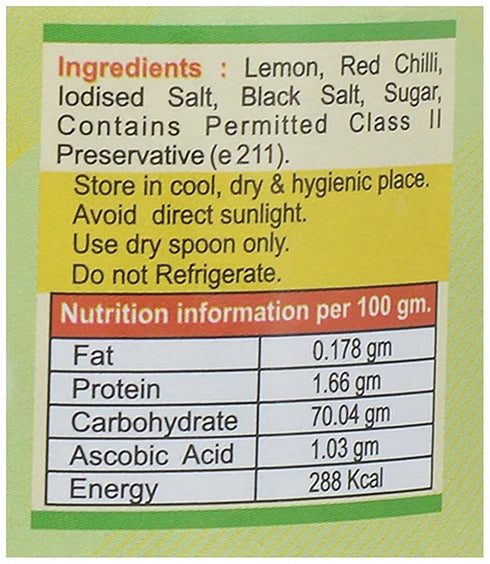 Ingredients : Lemon, Red Chilli,
Iodised Salt, Black Salt, Sugar,
Contains Permitted Class II
Preservative (e 211).
Store in cool, dry & hygienic place.
Avoid direct sunlight.
Use dry spoon only.
Do not Refrigerate.
Nutrition information per 100 gm.
Fat 0.178 gm
Protein 1.66 gm
Carbohydrate 70.04 gm
Ascobic Acid 1.03 gm
Energy 288 Kcal